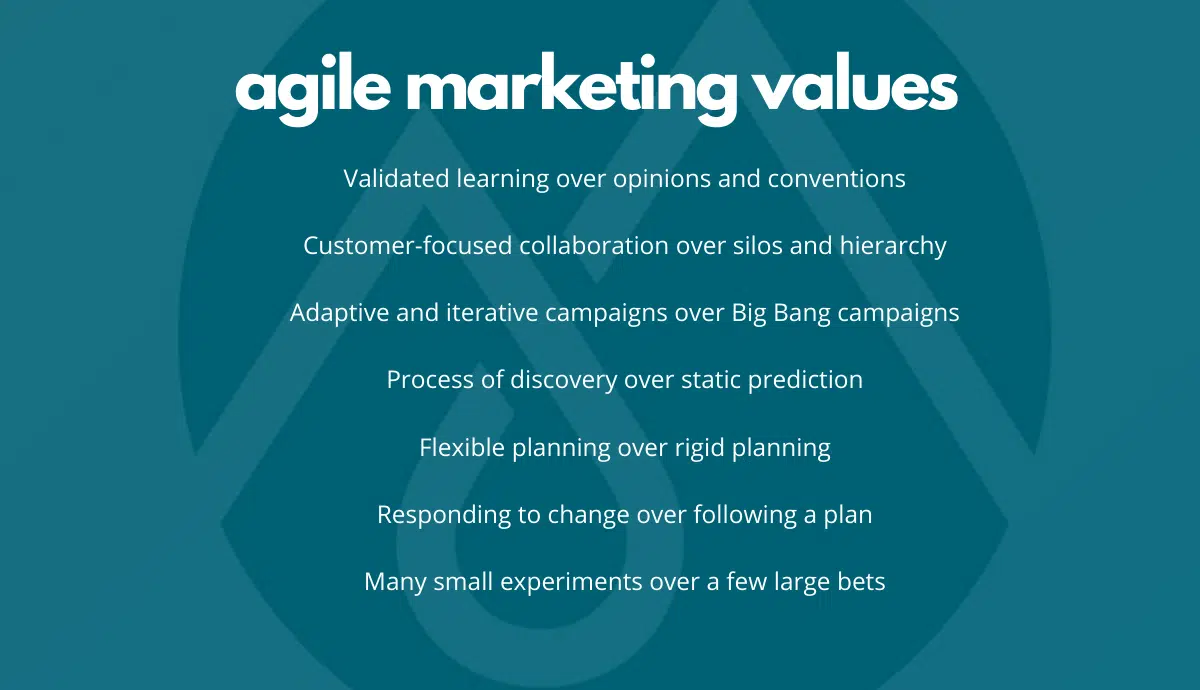 agile marketing values
Validated learning over opinions and conventions
Customer-focused collaboration over silos and hierarchy
Adaptive and iterative campaigns over Big Bang campaigns
Process of discovery over static prediction
Flexible planning over rigid planning
Responding to change over following a plan
Many small experiments over a few large bets